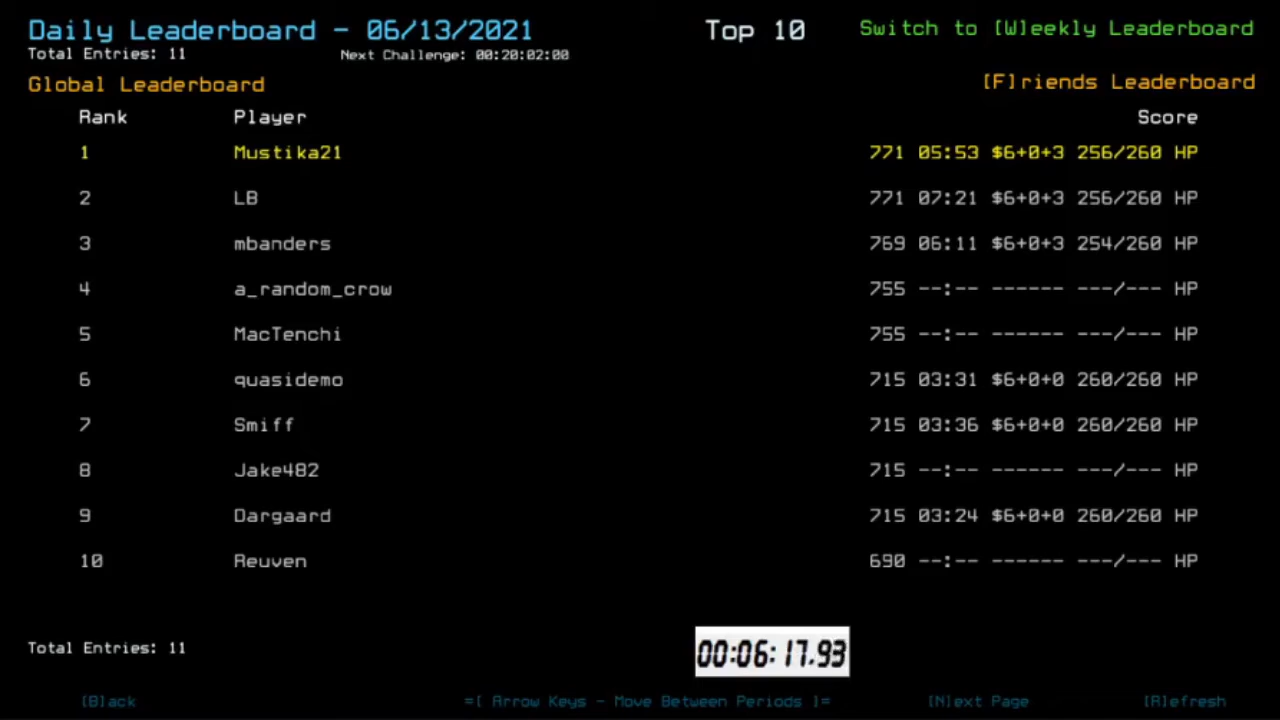 Daily Leaderboard - 06/13/2021 Top 10 Switch to [W]eekly Leaderboard
Total Entries: 11 Next Challenge: 00:20:02:00
Global Leaderboard [F]riends Leaderboard
Rank Player Score
1 Mustika21 771 05:53 $6+0+3 256/260 HP
2 LB 771 07:21 $6+0+3 256/260 HP
3 mbanders 769 06:11 $6+0+3 254/260 HP
4 a_random_crow 755 --:-- ------ ---/--- HP
5 MacTenchi 755 --:-- ------ ---/--- HP
6 quasidemo 715 03:31 $6+0+0 260/260 HP
7 Smiff 715 03:36 $6+0+0 260/260 HP
8 Jake482 715 --:-- ------ ---/--- HP
9 Dargaard 715 03:24 $6+0+0 260/260 HP
10 Reuven 690 --:-- ------ ---/--- HP
Total Entries: 11 00:06:17.93
[B]ack =[ Arrow Keys - Move Between Periods ]= [N]ext Page [R]efresh